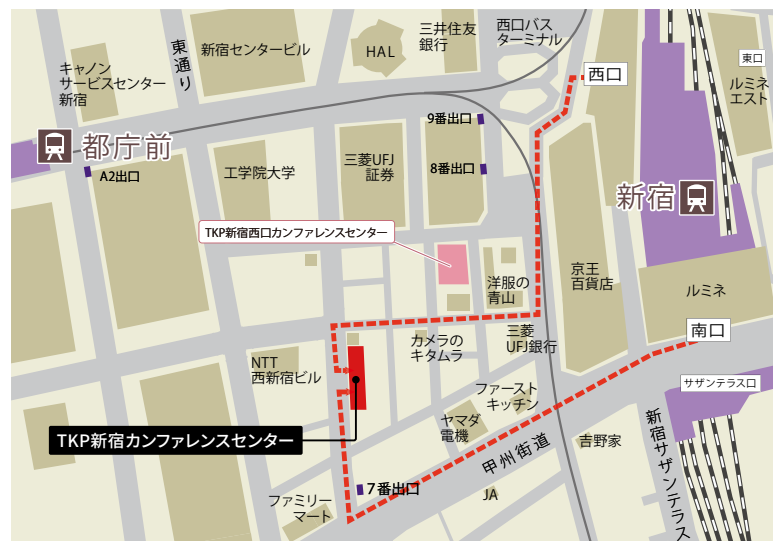 三井住友
銀行
西口バス
ターミナル
東通り
新宿センタービル
HAL
キャノン
サービスセンター
新宿
西口
東口
ルミネ
エスト
9番出口
都庁前
A2出口
工学院大学
三菱UFJ
証券
8番出口
新宿
TKP新宿西口カンファレンスセンター
洋服の
青山
京王
百貨店
ルミネ
南口
カメラの
キタムラ
三菱
UFJ銀行
NTT
西新宿ビル
サザンテラス口
ファースト
キッチン
ヤマダ
電機
新宿サザンテラス
TKP新宿カンファレンスセンター
甲州街道
吉野家
7番出口
JA
ファミリー
マート